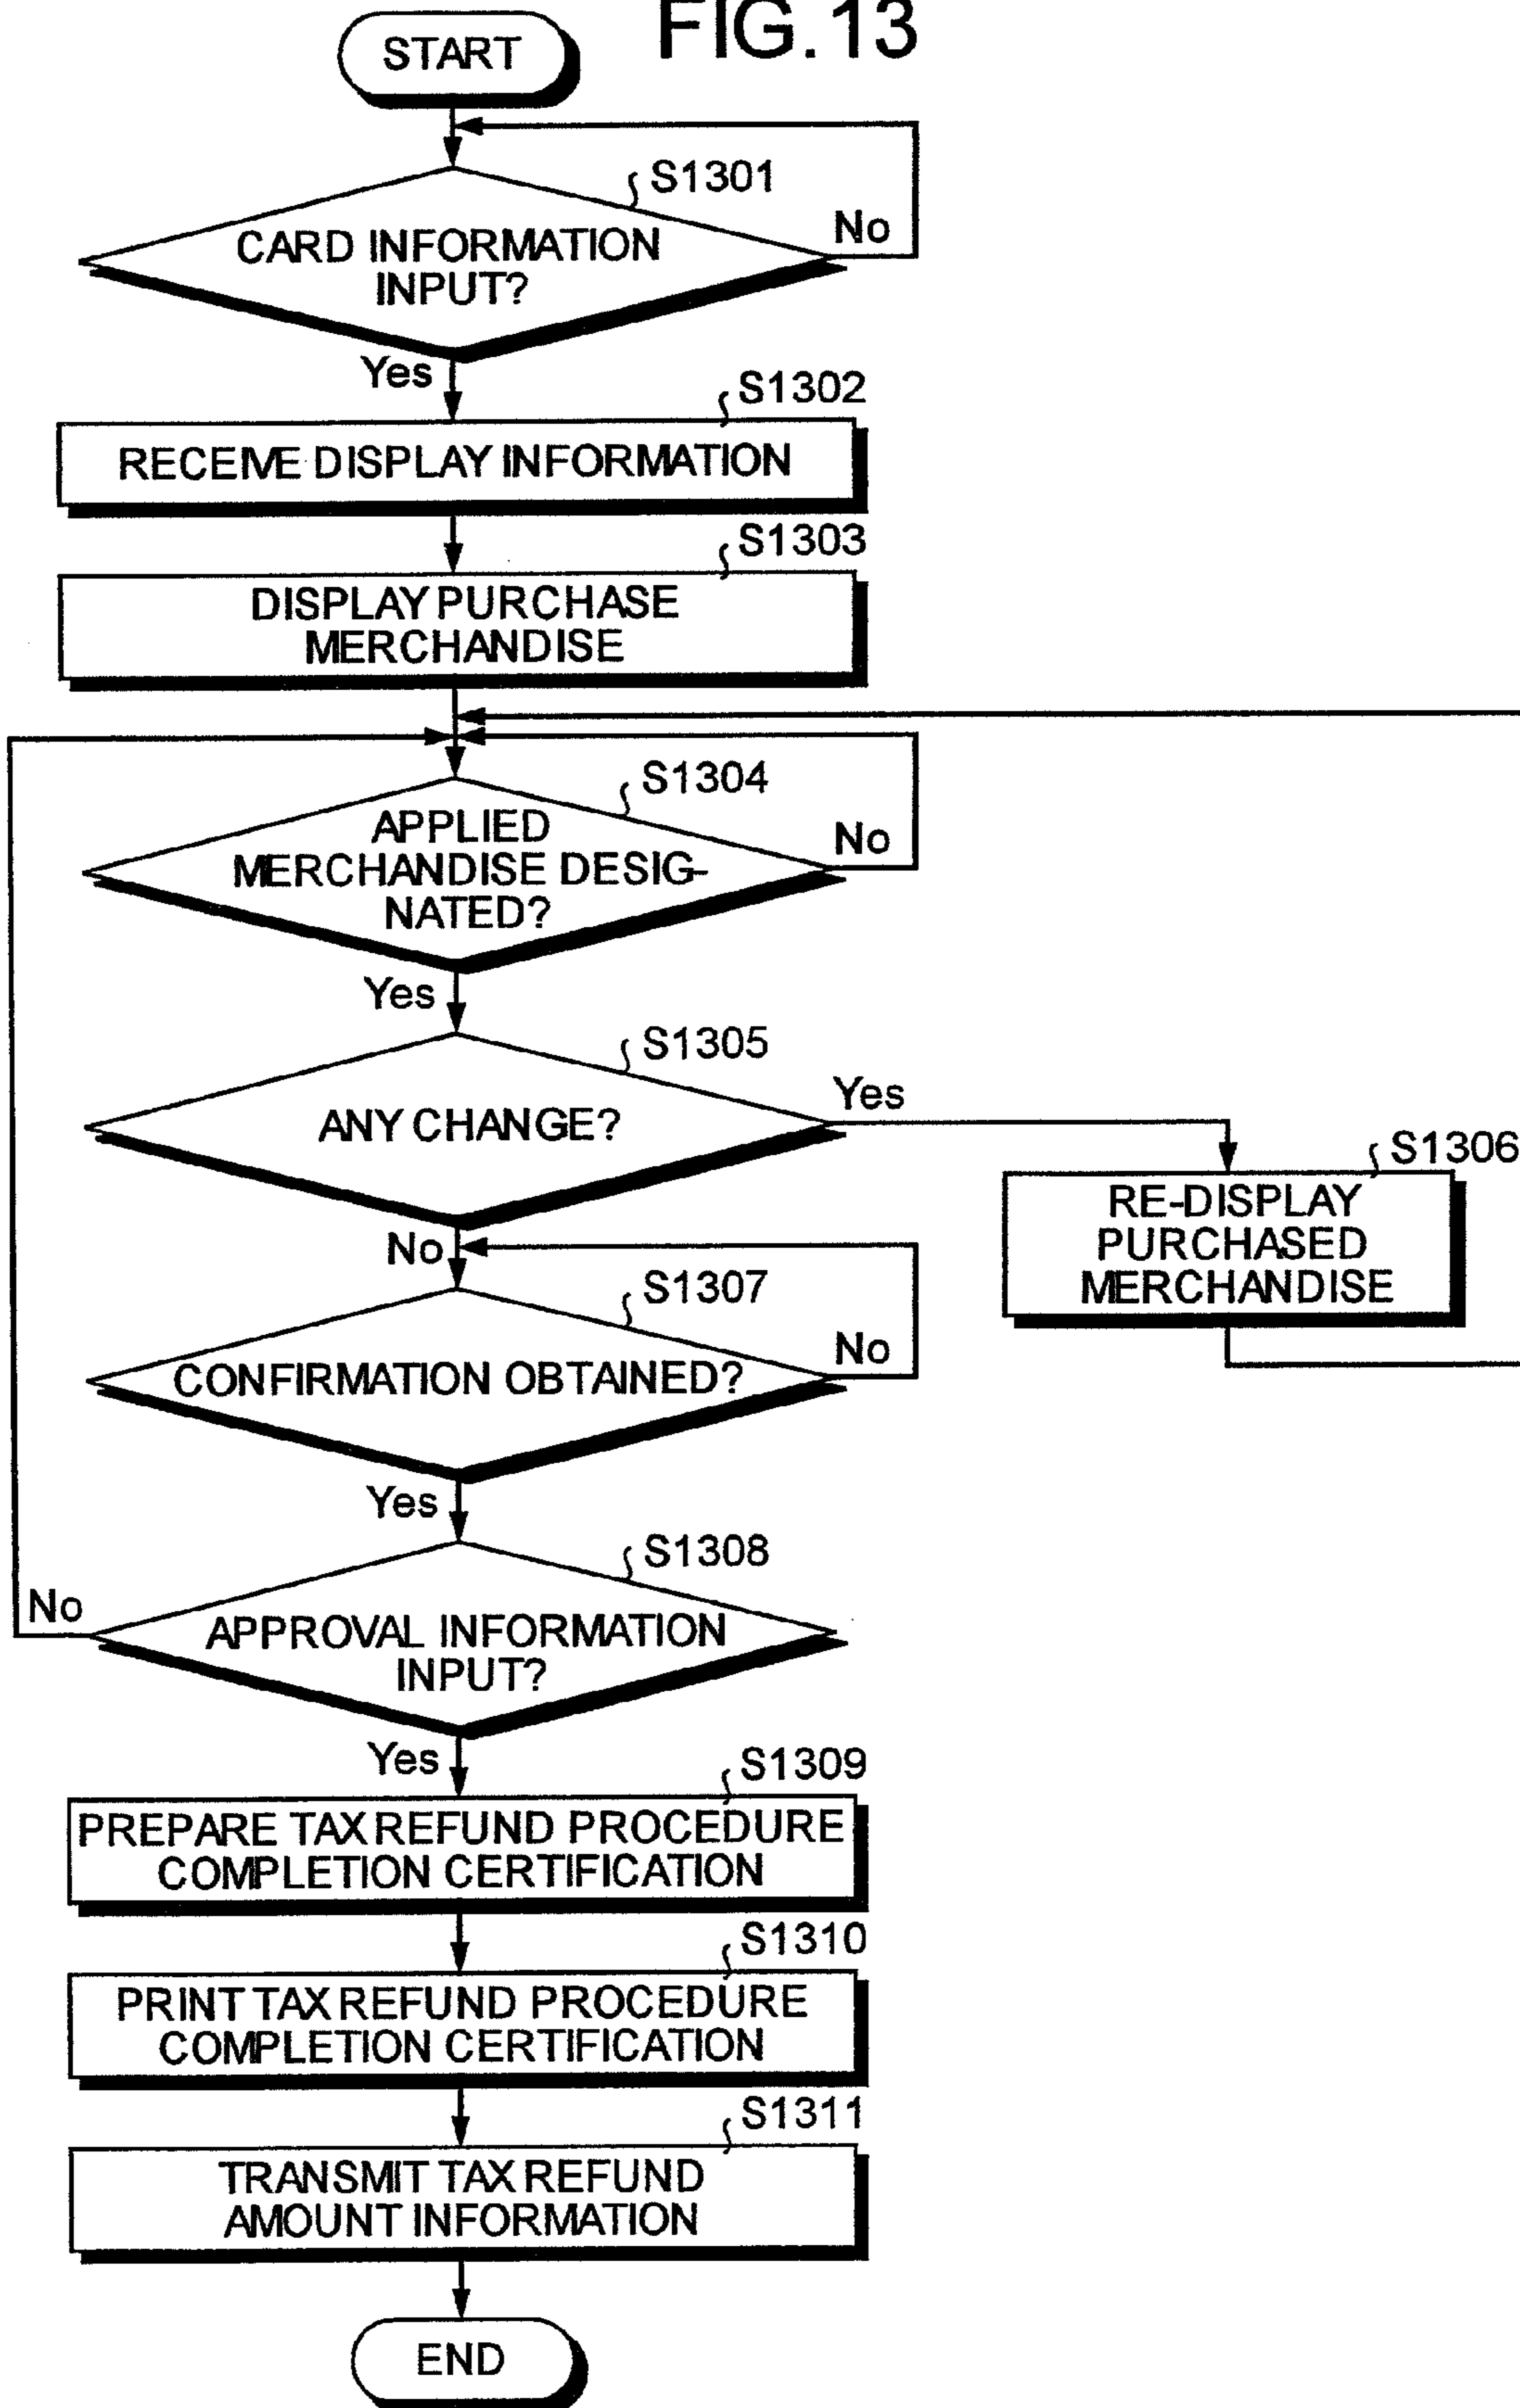 FIG.13
START
S1301
CARD INFORMATION
INPUT?
No
Yes
S1302
RECEIVE DISPLAY INFORMATION
S1303
DISPLAY PURCHASE
MERCHANDISE
S1304
APPLIED
MERCHANDISE DESIG-
NATED?
No
Yes
S1305
ANY CHANGE?
Yes
S1306
RE-DISPLAY
PURCHASED
MERCHANDISE
No
S1307
CONFIRMATION OBTAINED?
No
Yes
S1308
APPROVAL INFORMATION
INPUT?
No
Yes
S1309
PREPARE TAX REFUND PROCEDURE
COMPLETION CERTIFICATION
S1310
PRINT TAX REFUND PROCEDURE
COMPLETION CERTIFICATION
S1311
TRANSMIT TAX REFUND
AMOUNT INFORMATION
END